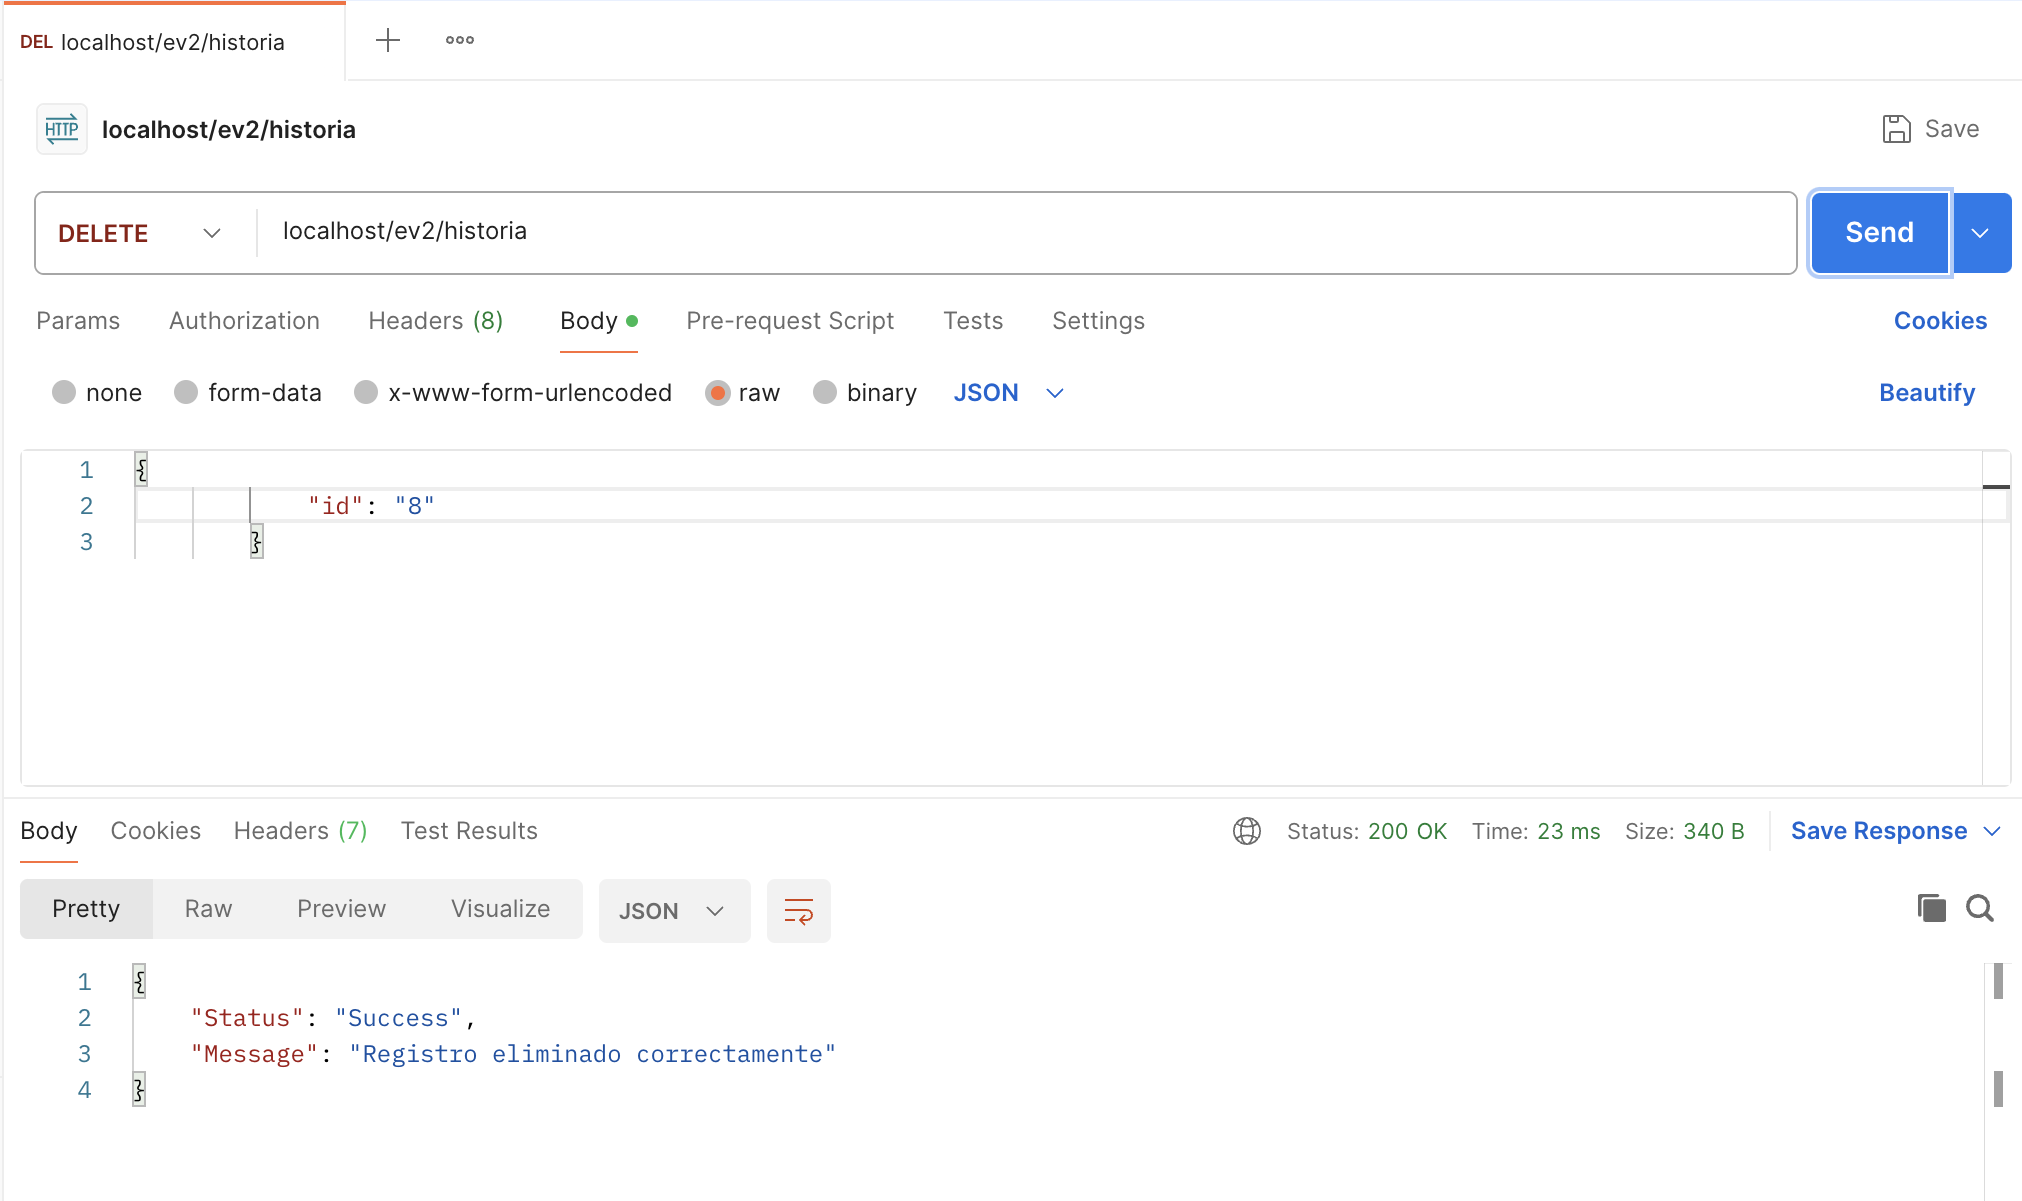 DEL localhost/ev2/historia
HTTP localhost/ev2/historia Save
DELETE localhost/ev2/historia Send
Params Authorization Headers (8) Body Pre-request Script Tests Settings Cookies
none form-data x-www-form-urlencoded raw binary JSON Beautify
1 {
2 "id": "8"
3 }
Body Cookies Headers (7) Test Results Status: 200 OK Time: 23 ms Size: 340 B Save Response
Pretty Raw Preview Visualize JSON
1 {
2 "Status": "Success",
3 "Message": "Registro eliminado correctamente"
4 }